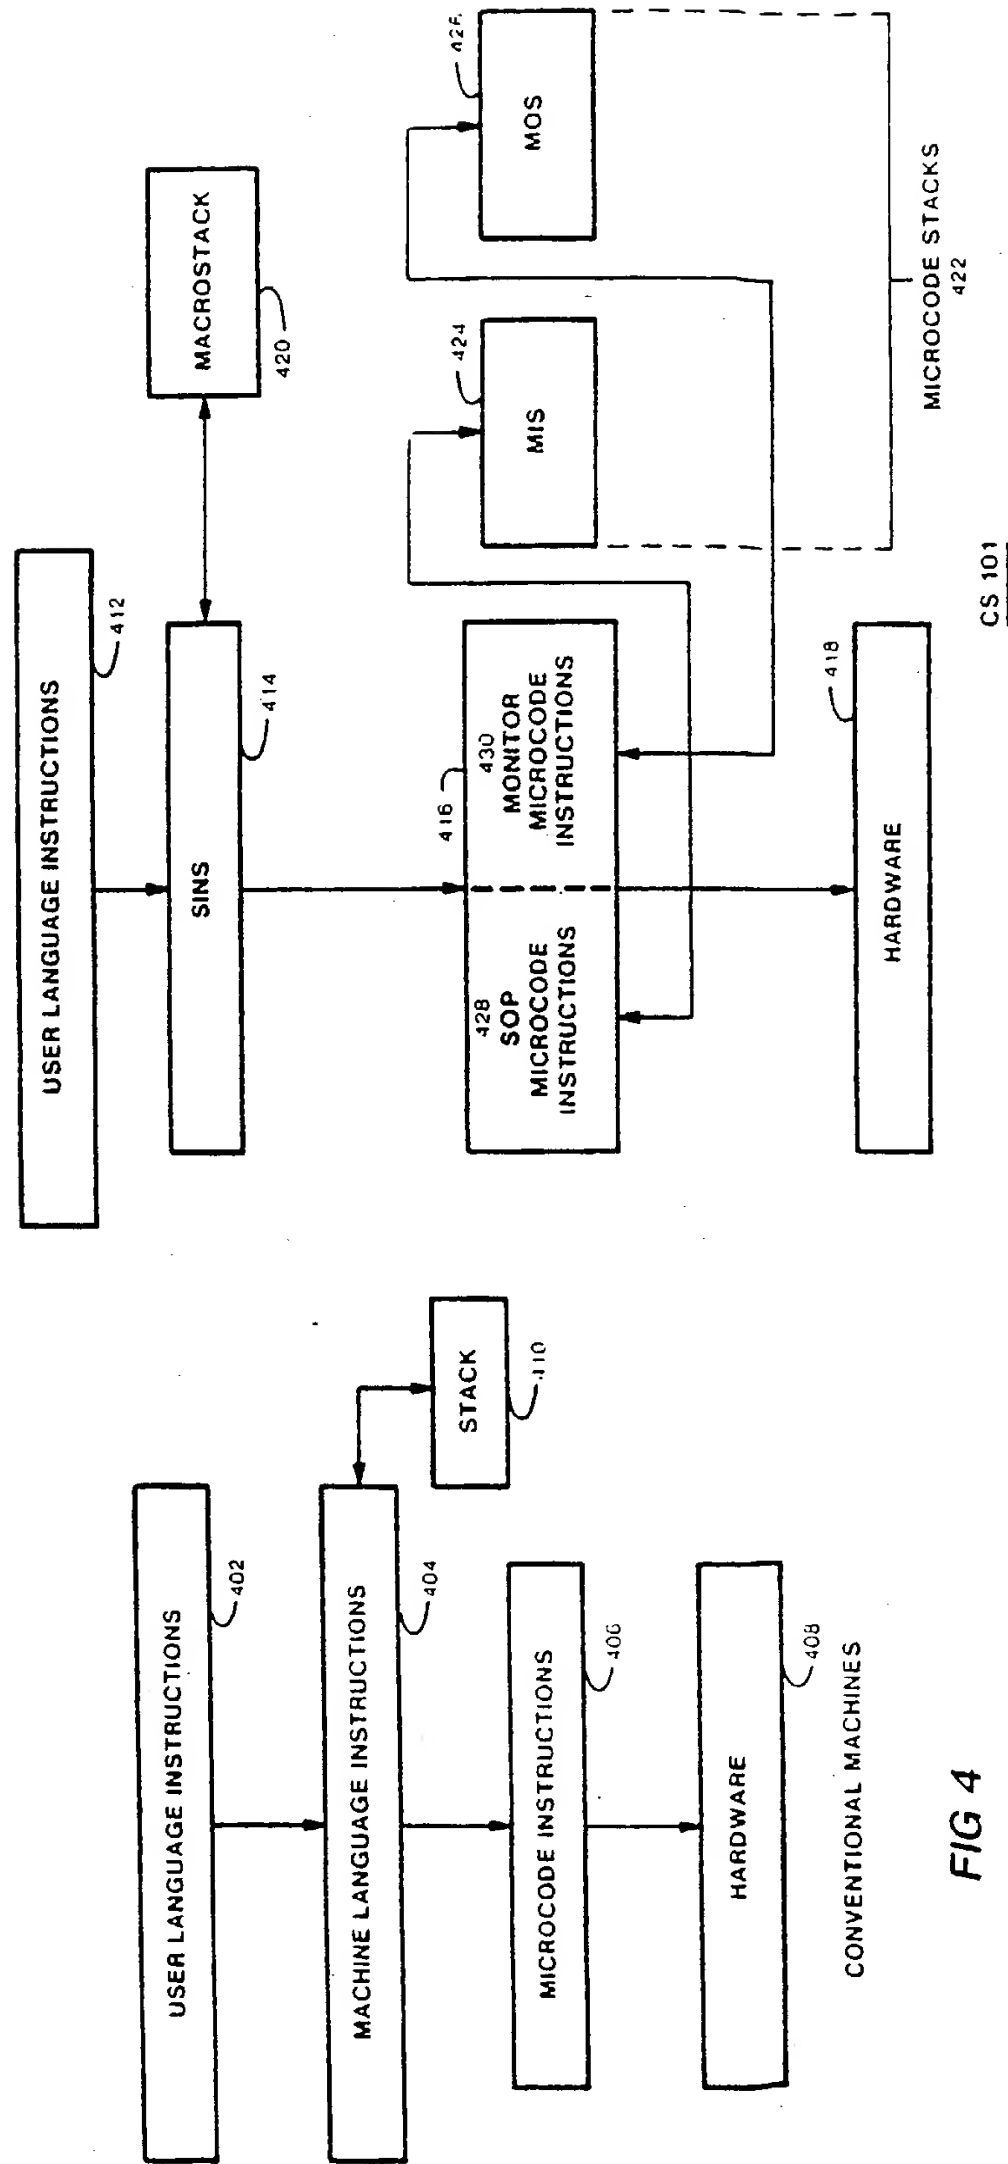 USER LANGUAGE INSTRUCTIONS
402
MACHINE LANGUAGE INSTRUCTIONS
404
STACK
410
MICROCODE INSTRUCTIONS
406
HARDWARE
408
CONVENTIONAL MACHINES
FIG 4
USER LANGUAGE INSTRUCTIONS
412
SINS
414
MACROSTACK
420
416
428
SOP
MICROCODE
INSTRUCTIONS
430
MONITOR
MICROCODE
INSTRUCTIONS
MIS
424
MOS
426
MICROCODE STACKS
422
HARDWARE
418
CS 101